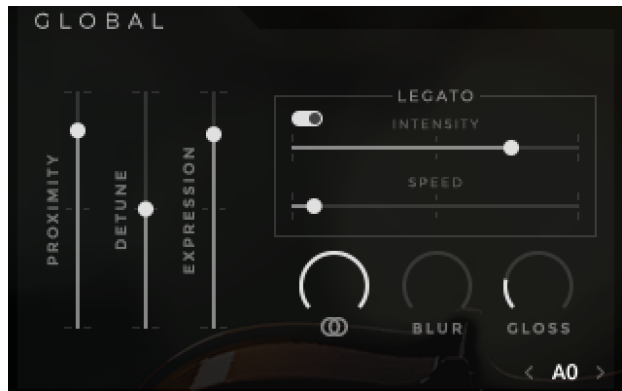 GLOBAL
PROXIMITY
DETUNE
EXPRESSION
LEGATO
INTENSITY
SPEED
BLUR
GLOSS
< A0 >